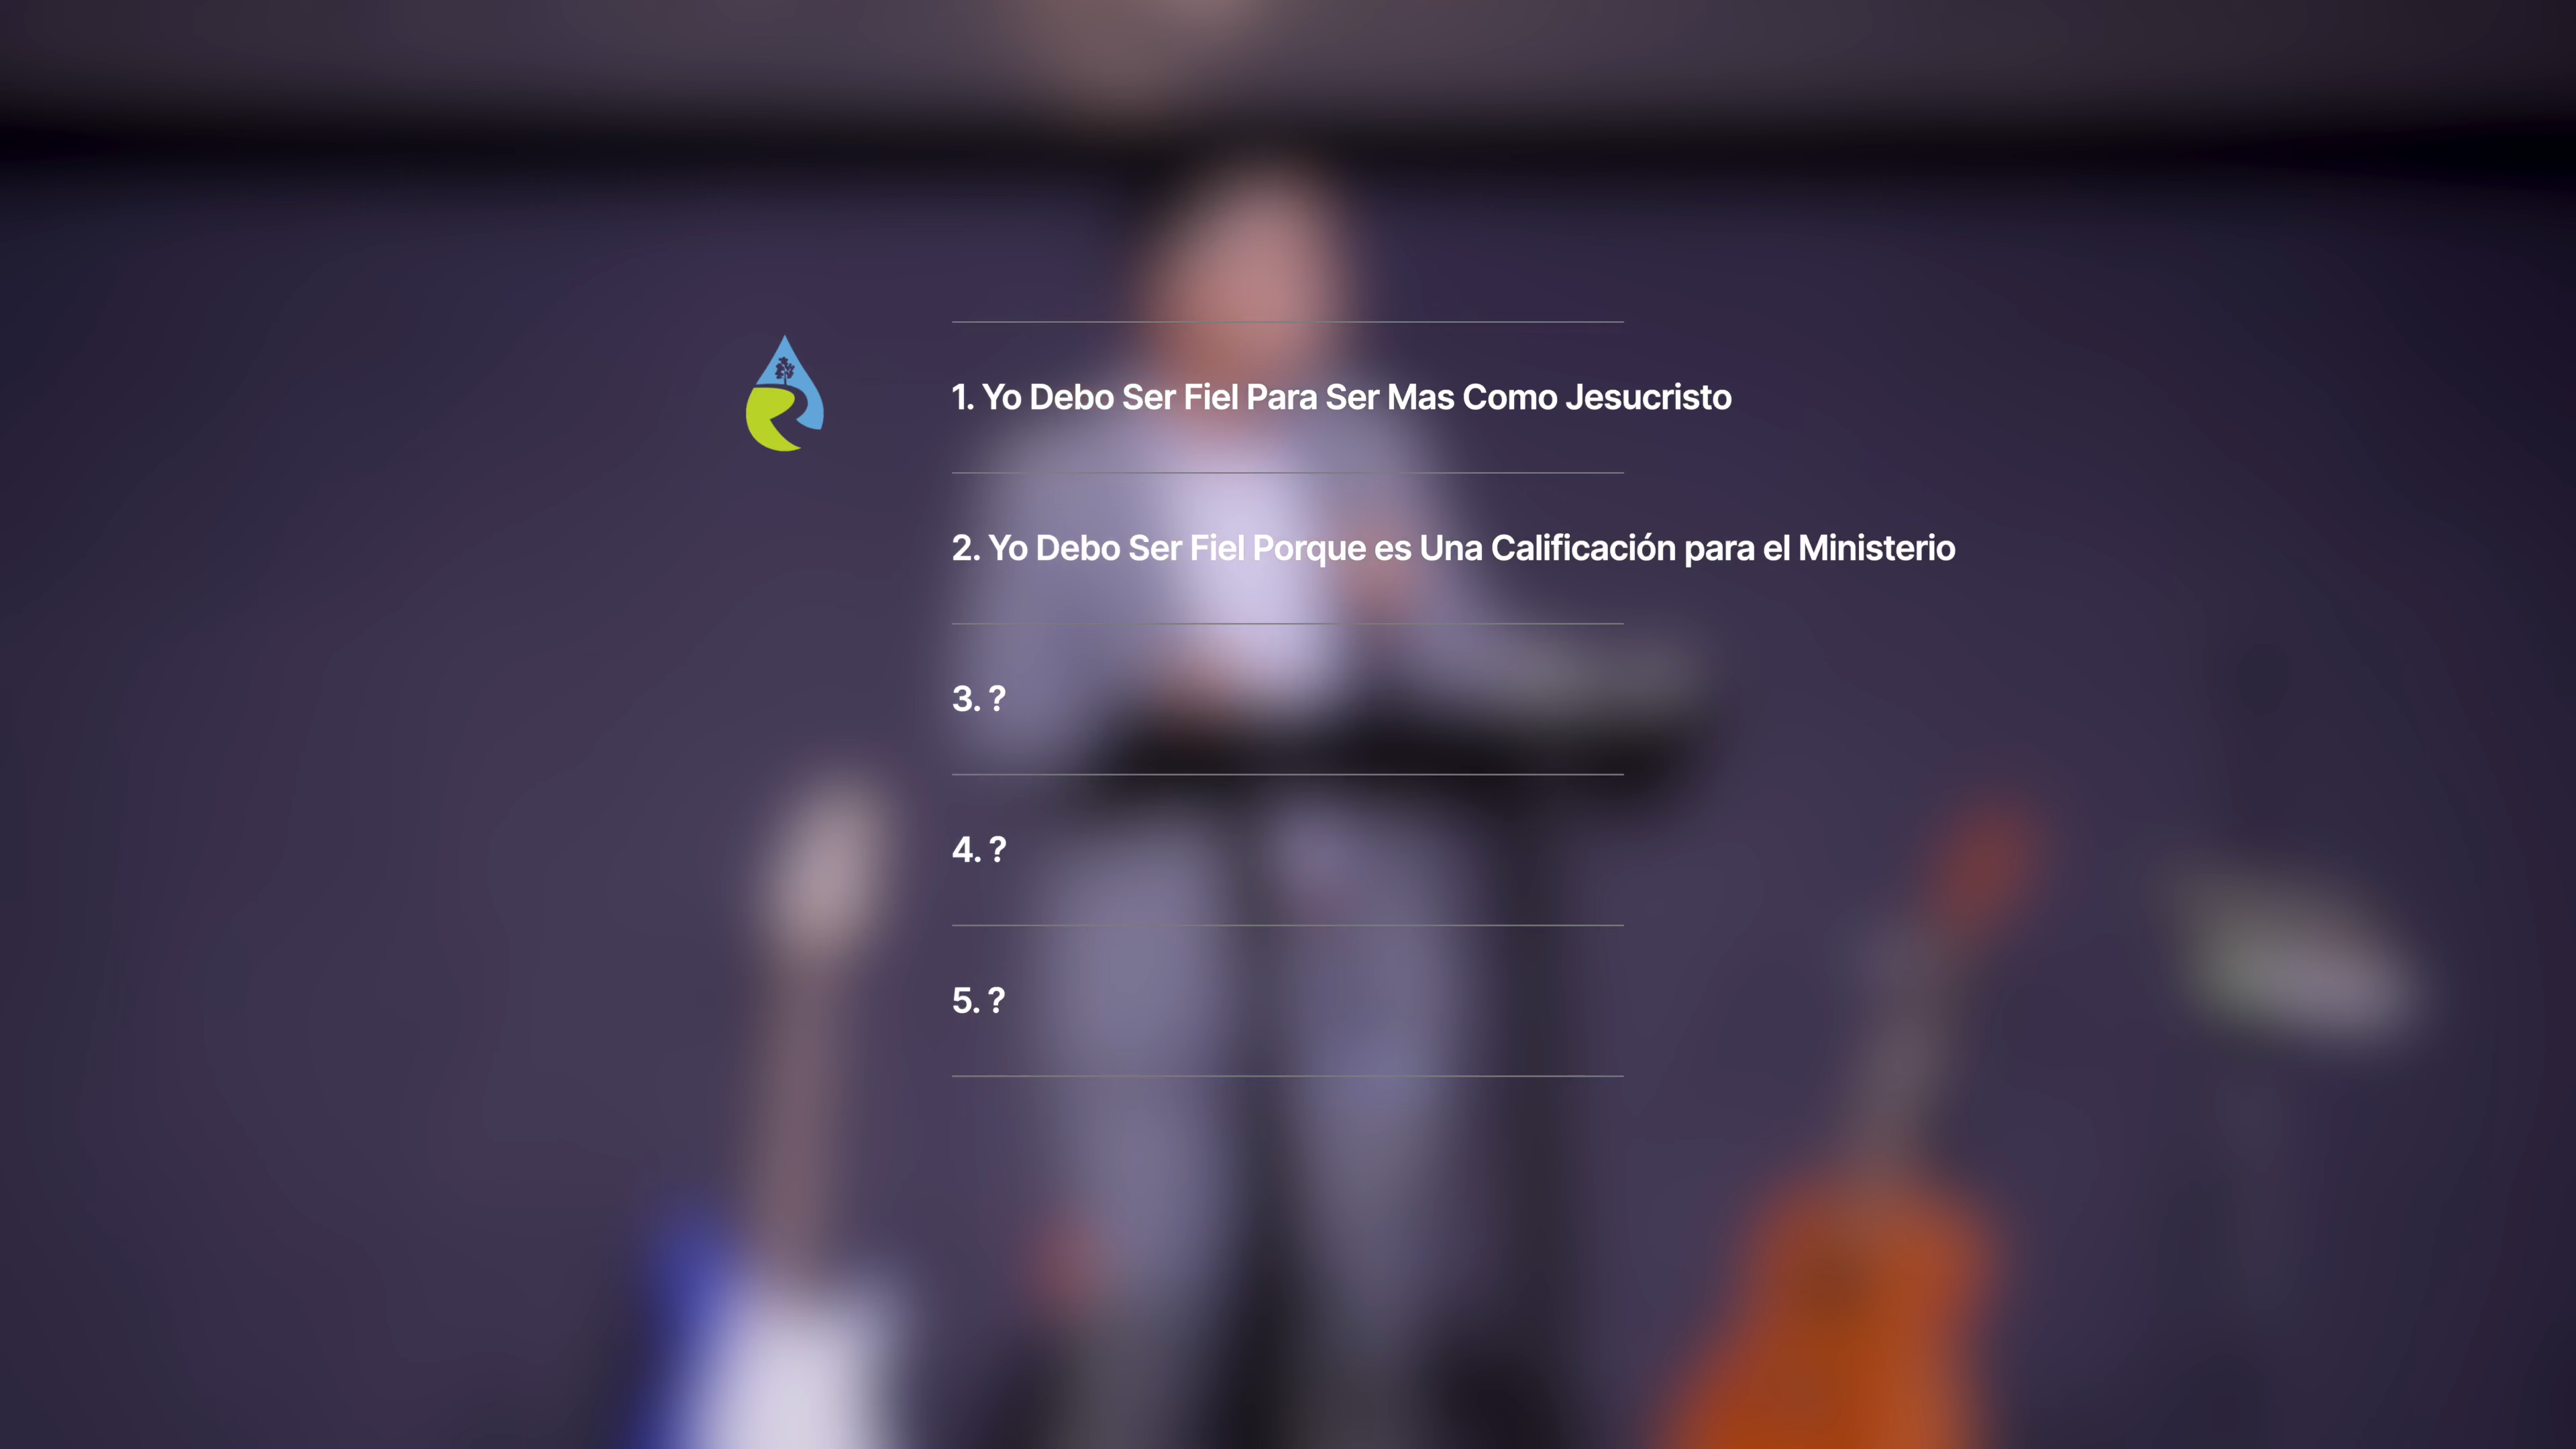 1. Yo Debo Ser Fiel Para Ser Mas Como Jesucristo
2. Yo Debo Ser Fiel Porque es Una Calificación para el Ministerio
3. ?
4. ?
5. ?